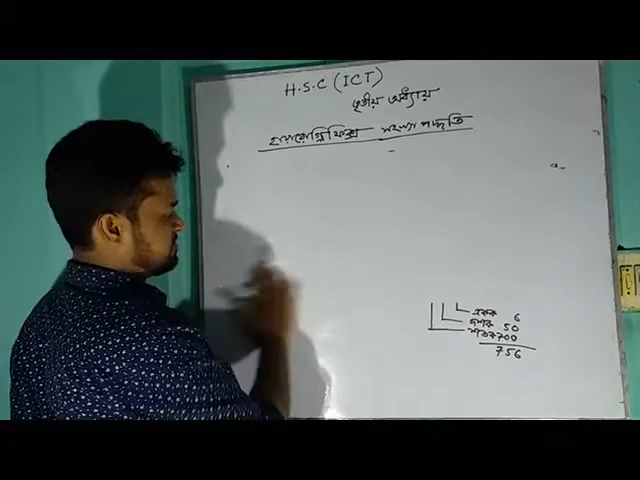 H.S.C (ICT)
তৃতীয় অধ্যায়
হায়রোগ্লিফিক্স সংখ্যা পদ্ধতি
একক 6
দশক 50
শতক 700
756